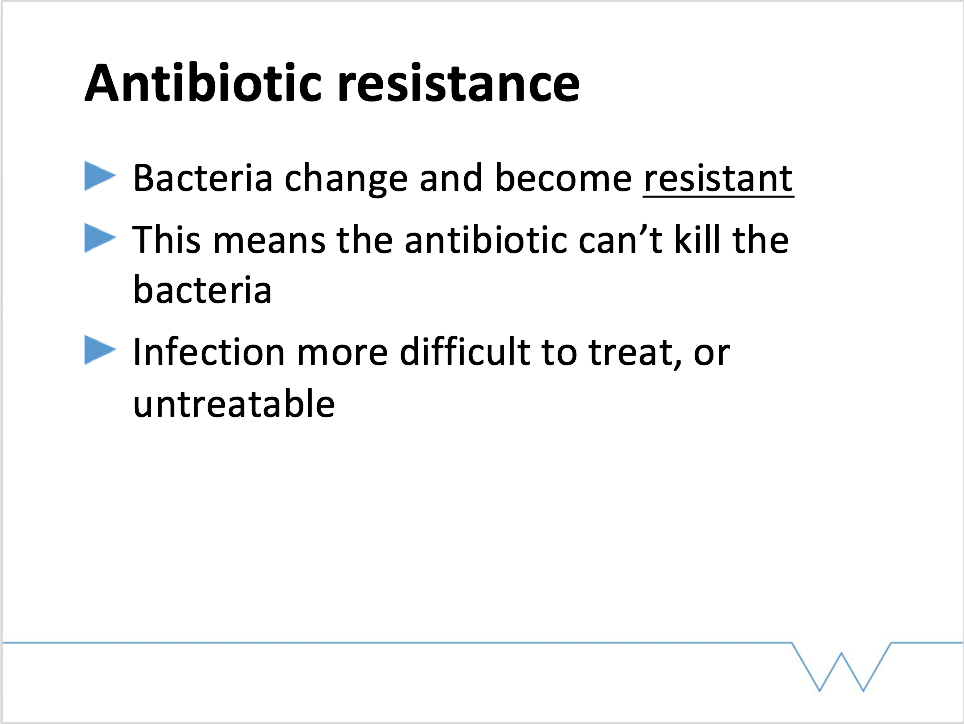 Antibiotic resistance
Bacteria change and become resistant
This means the antibiotic can’t kill the
bacteria
Infection more difficult to treat, or
untreatable